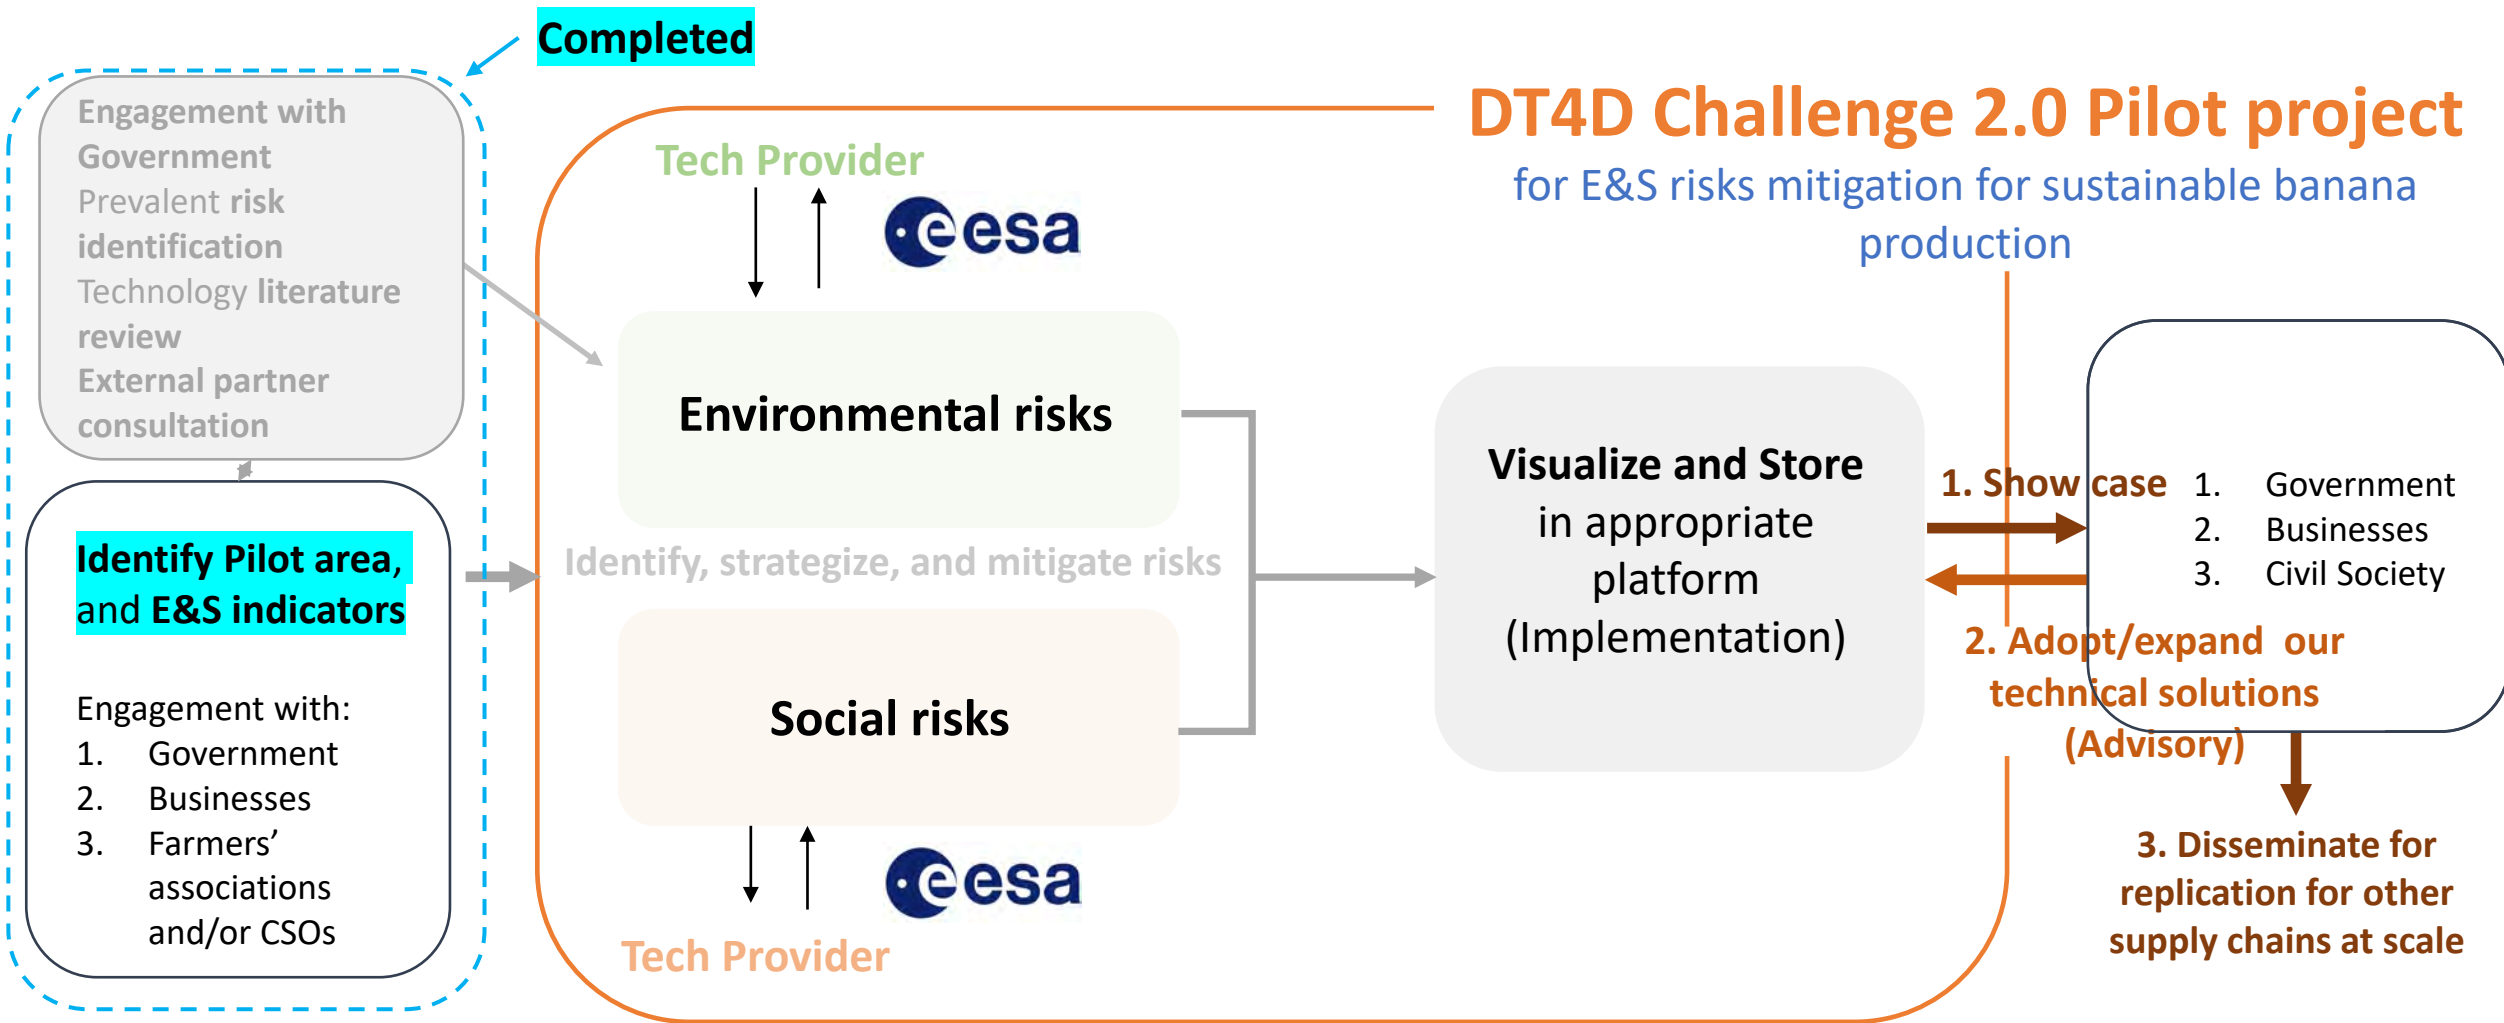 Completed
Engagement with
Government
Prevalent risk
identification
Technology literature
review
External partner
consultation
Identify Pilot area,
and E&S indicators
Engagement with:
1. Government
2. Businesses
3. Farmers'
associations
and/or CSOs
DT4D Challenge 2.0 Pilot project
for E&S risks mitigation for sustainable banana
production
Tech Provider
esa
Environmental risks
Identify, strategize, and mitigate risks
Social risks
esa
Tech Provider
Visualize and Store
in appropriate
platform
(Implementation)
1. Show case
1. Government
2. Businesses
3. Civil Society
2. Adopt/expand our
technical solutions
(Advisory)
3. Disseminate for
replication for other
supply chains at scale